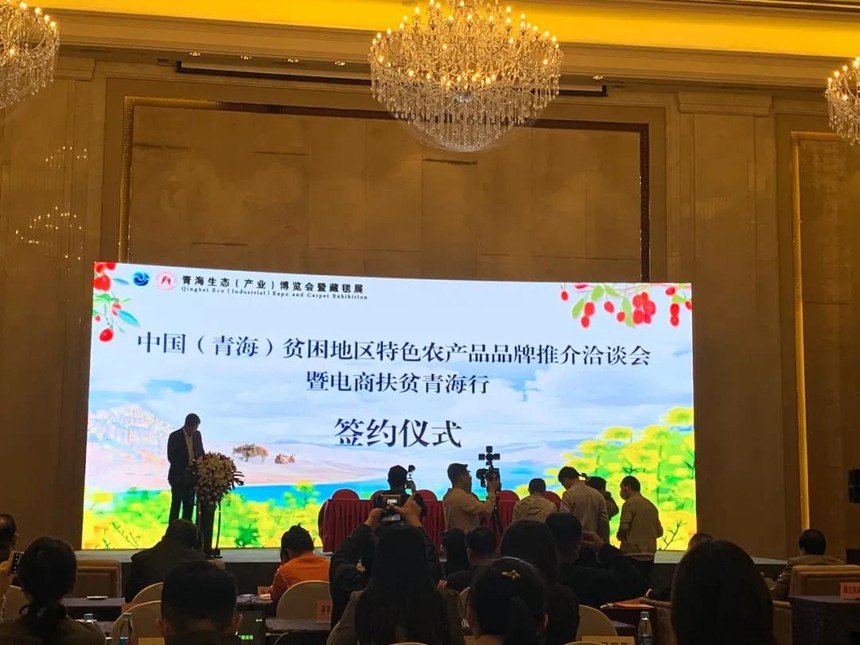 青海生态（产业）博览会暨藏毯展
Qinghai Eco (Industrial) Expo and Carpet Exhibition
中国（青海）贫困地区特色农产品品牌推介洽谈会
暨电商扶贫青海行
签约仪式